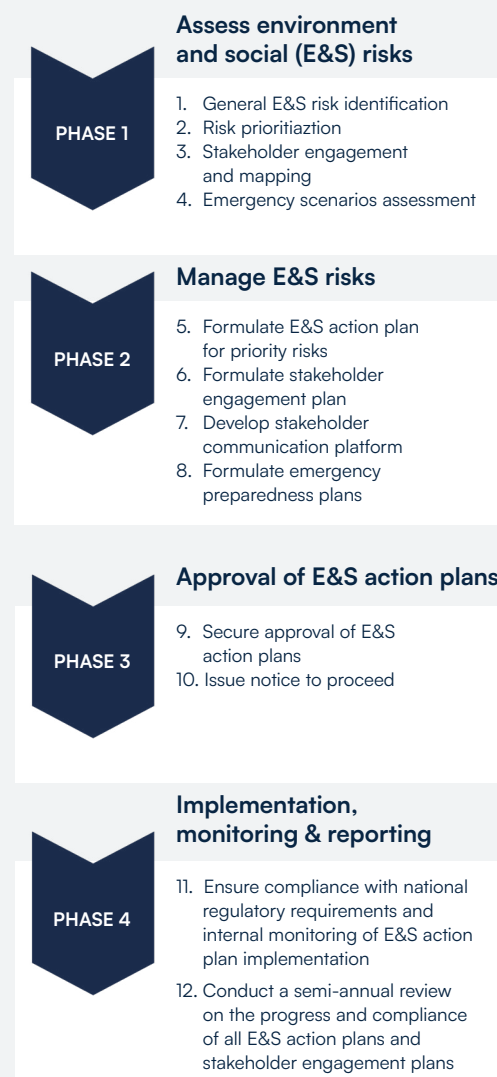 Assess environment
and social (E&S) risks
PHASE 1
1. General E&S risk identification
2. Risk prioritiaztion
3. Stakeholder engagement
and mapping
4. Emergency scenarios assessment
Manage E&S risks
PHASE 2
5. Formulate E&S action plan
for priority risks
6. Formulate stakeholder
engagement plan
7. Develop stakeholder
communication platform
8. Formulate emergency
preparedness plans
Approval of E&S action plans
PHASE 3
9. Secure approval of E&S
action plans
10. Issue notice to proceed
Implementation,
monitoring & reporting
PHASE 4
11. Ensure compliance with national
regulatory requirements and
internal monitoring of E&S action
plan implementation
12. Conduct a semi-annual review
on the progress and compliance
of all E&S action plans and
stakeholder engagement plans